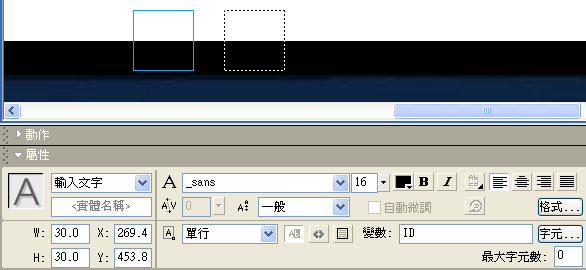 動作
屬性
A 輸入文字 A _sans 16 B I
<實體名稱> A V 0 一般 自動微調 格式...
W: 30.0 X: 269.4 單行 變數: ID 字元...
H: 30.0 Y: 453.8 最大字元數: 0